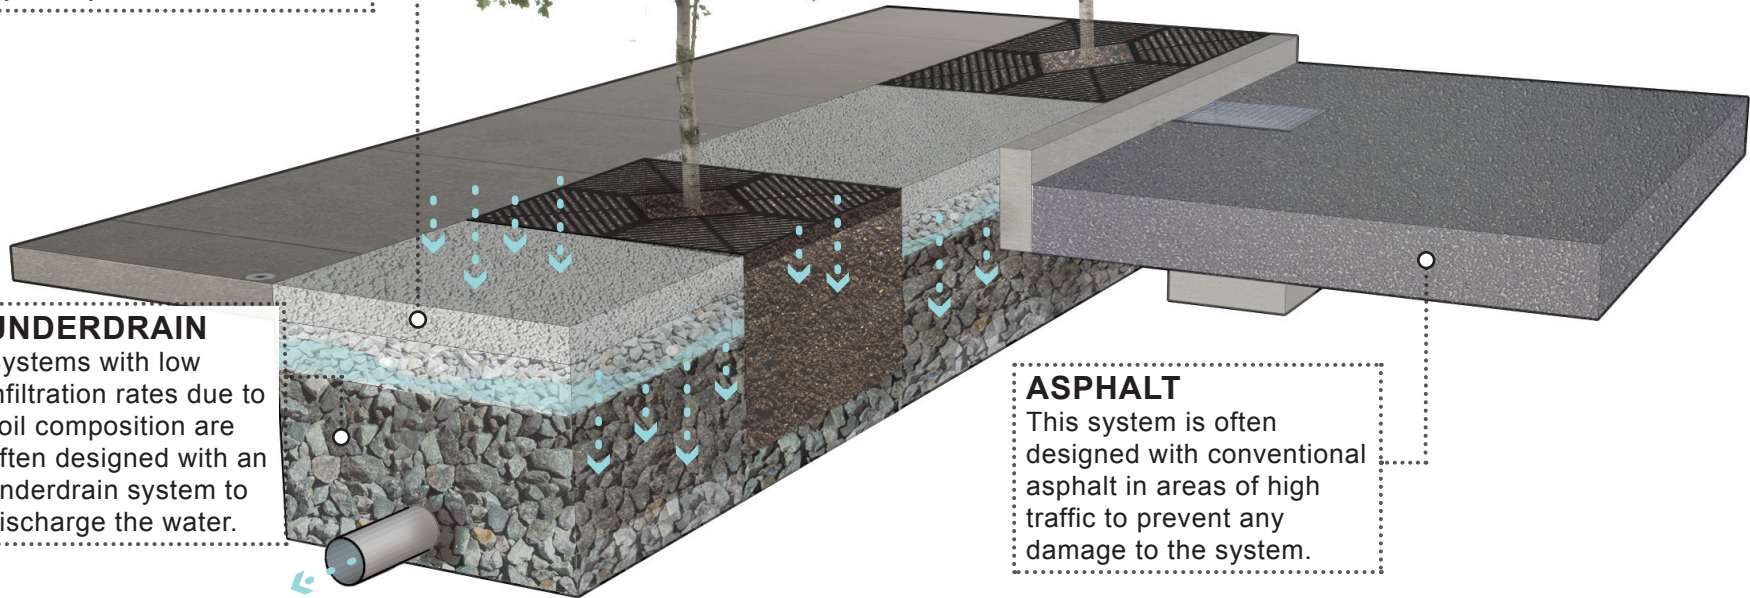 UNDERDRAIN
ystems with low
nfiltration rates due to
oil composition are
ften designed with an
nderdrain system to
ischarge the water.
ASPHALT
This system is often
designed with conventional
asphalt in areas of high
traffic to prevent any
damage to the system.